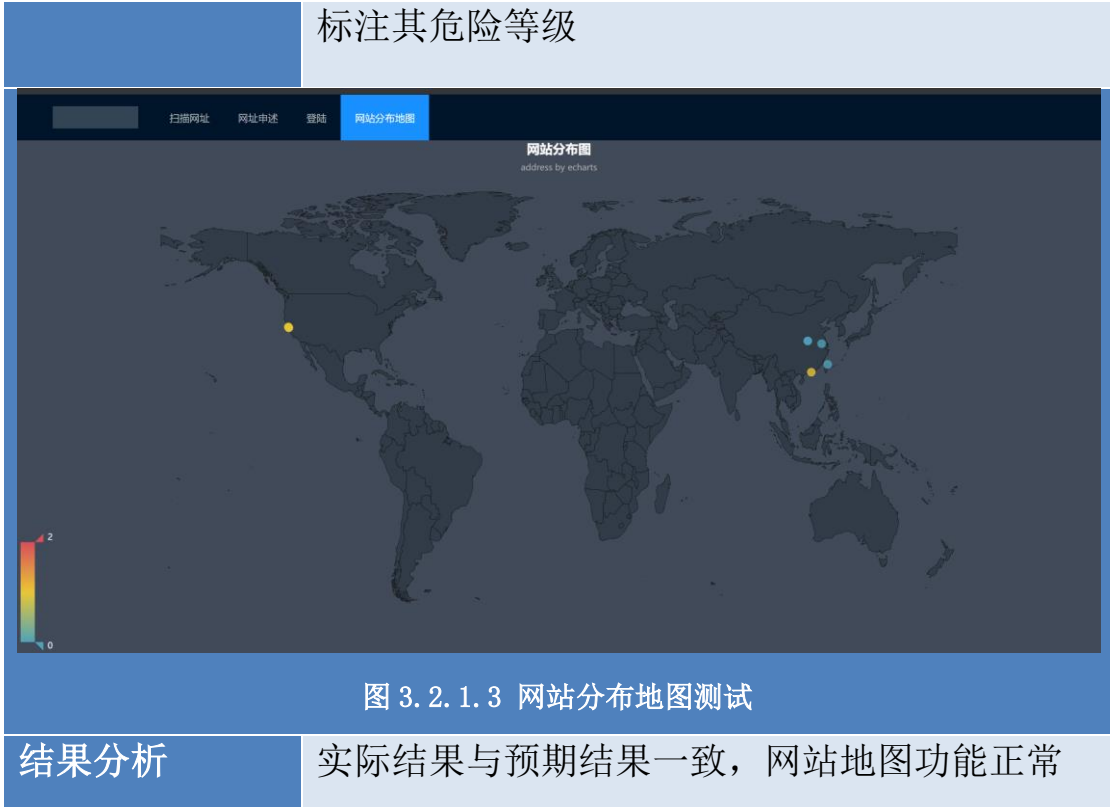 标注其危险等级
扫描网址 网址申述 登陆 网站分布地图
网站分布图
address by echarts
2
0
图 3.2.1.3 网站分布地图测试
结果分析 实际结果与预期结果一致，网站地图功能正常